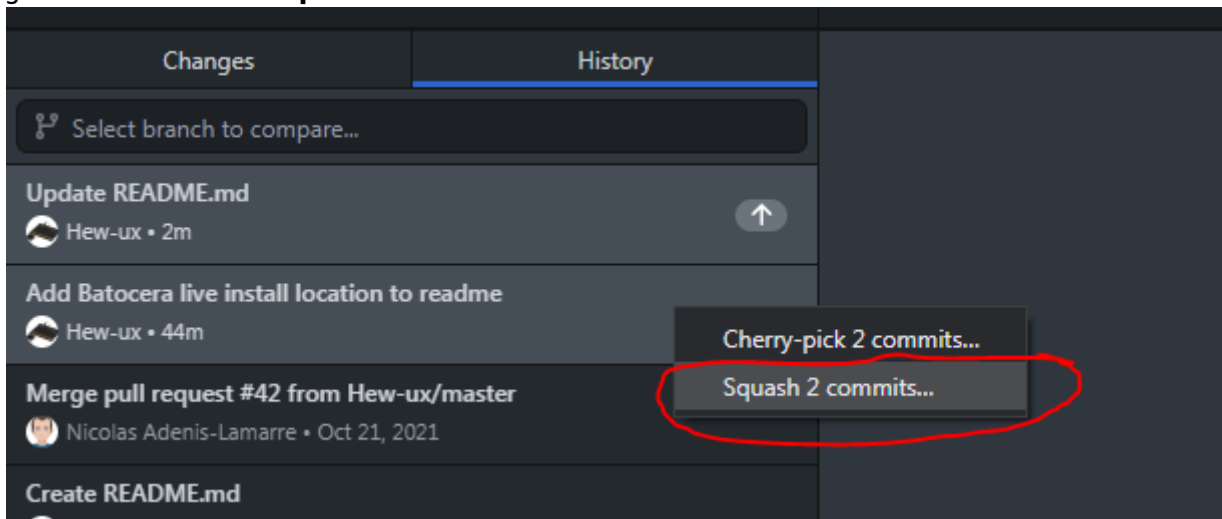 Changes
History
Select branch to compare...
Update README.md
Hew-ux • 2m
Add Batocera live install location to readme
Hew-ux • 44m
Cherry-pick 2 commits...
Squash 2 commits...
Merge pull request #42 from Hew-ux/master
Nicolas Adenis-Lamarre • Oct 21, 2021
Create README.md